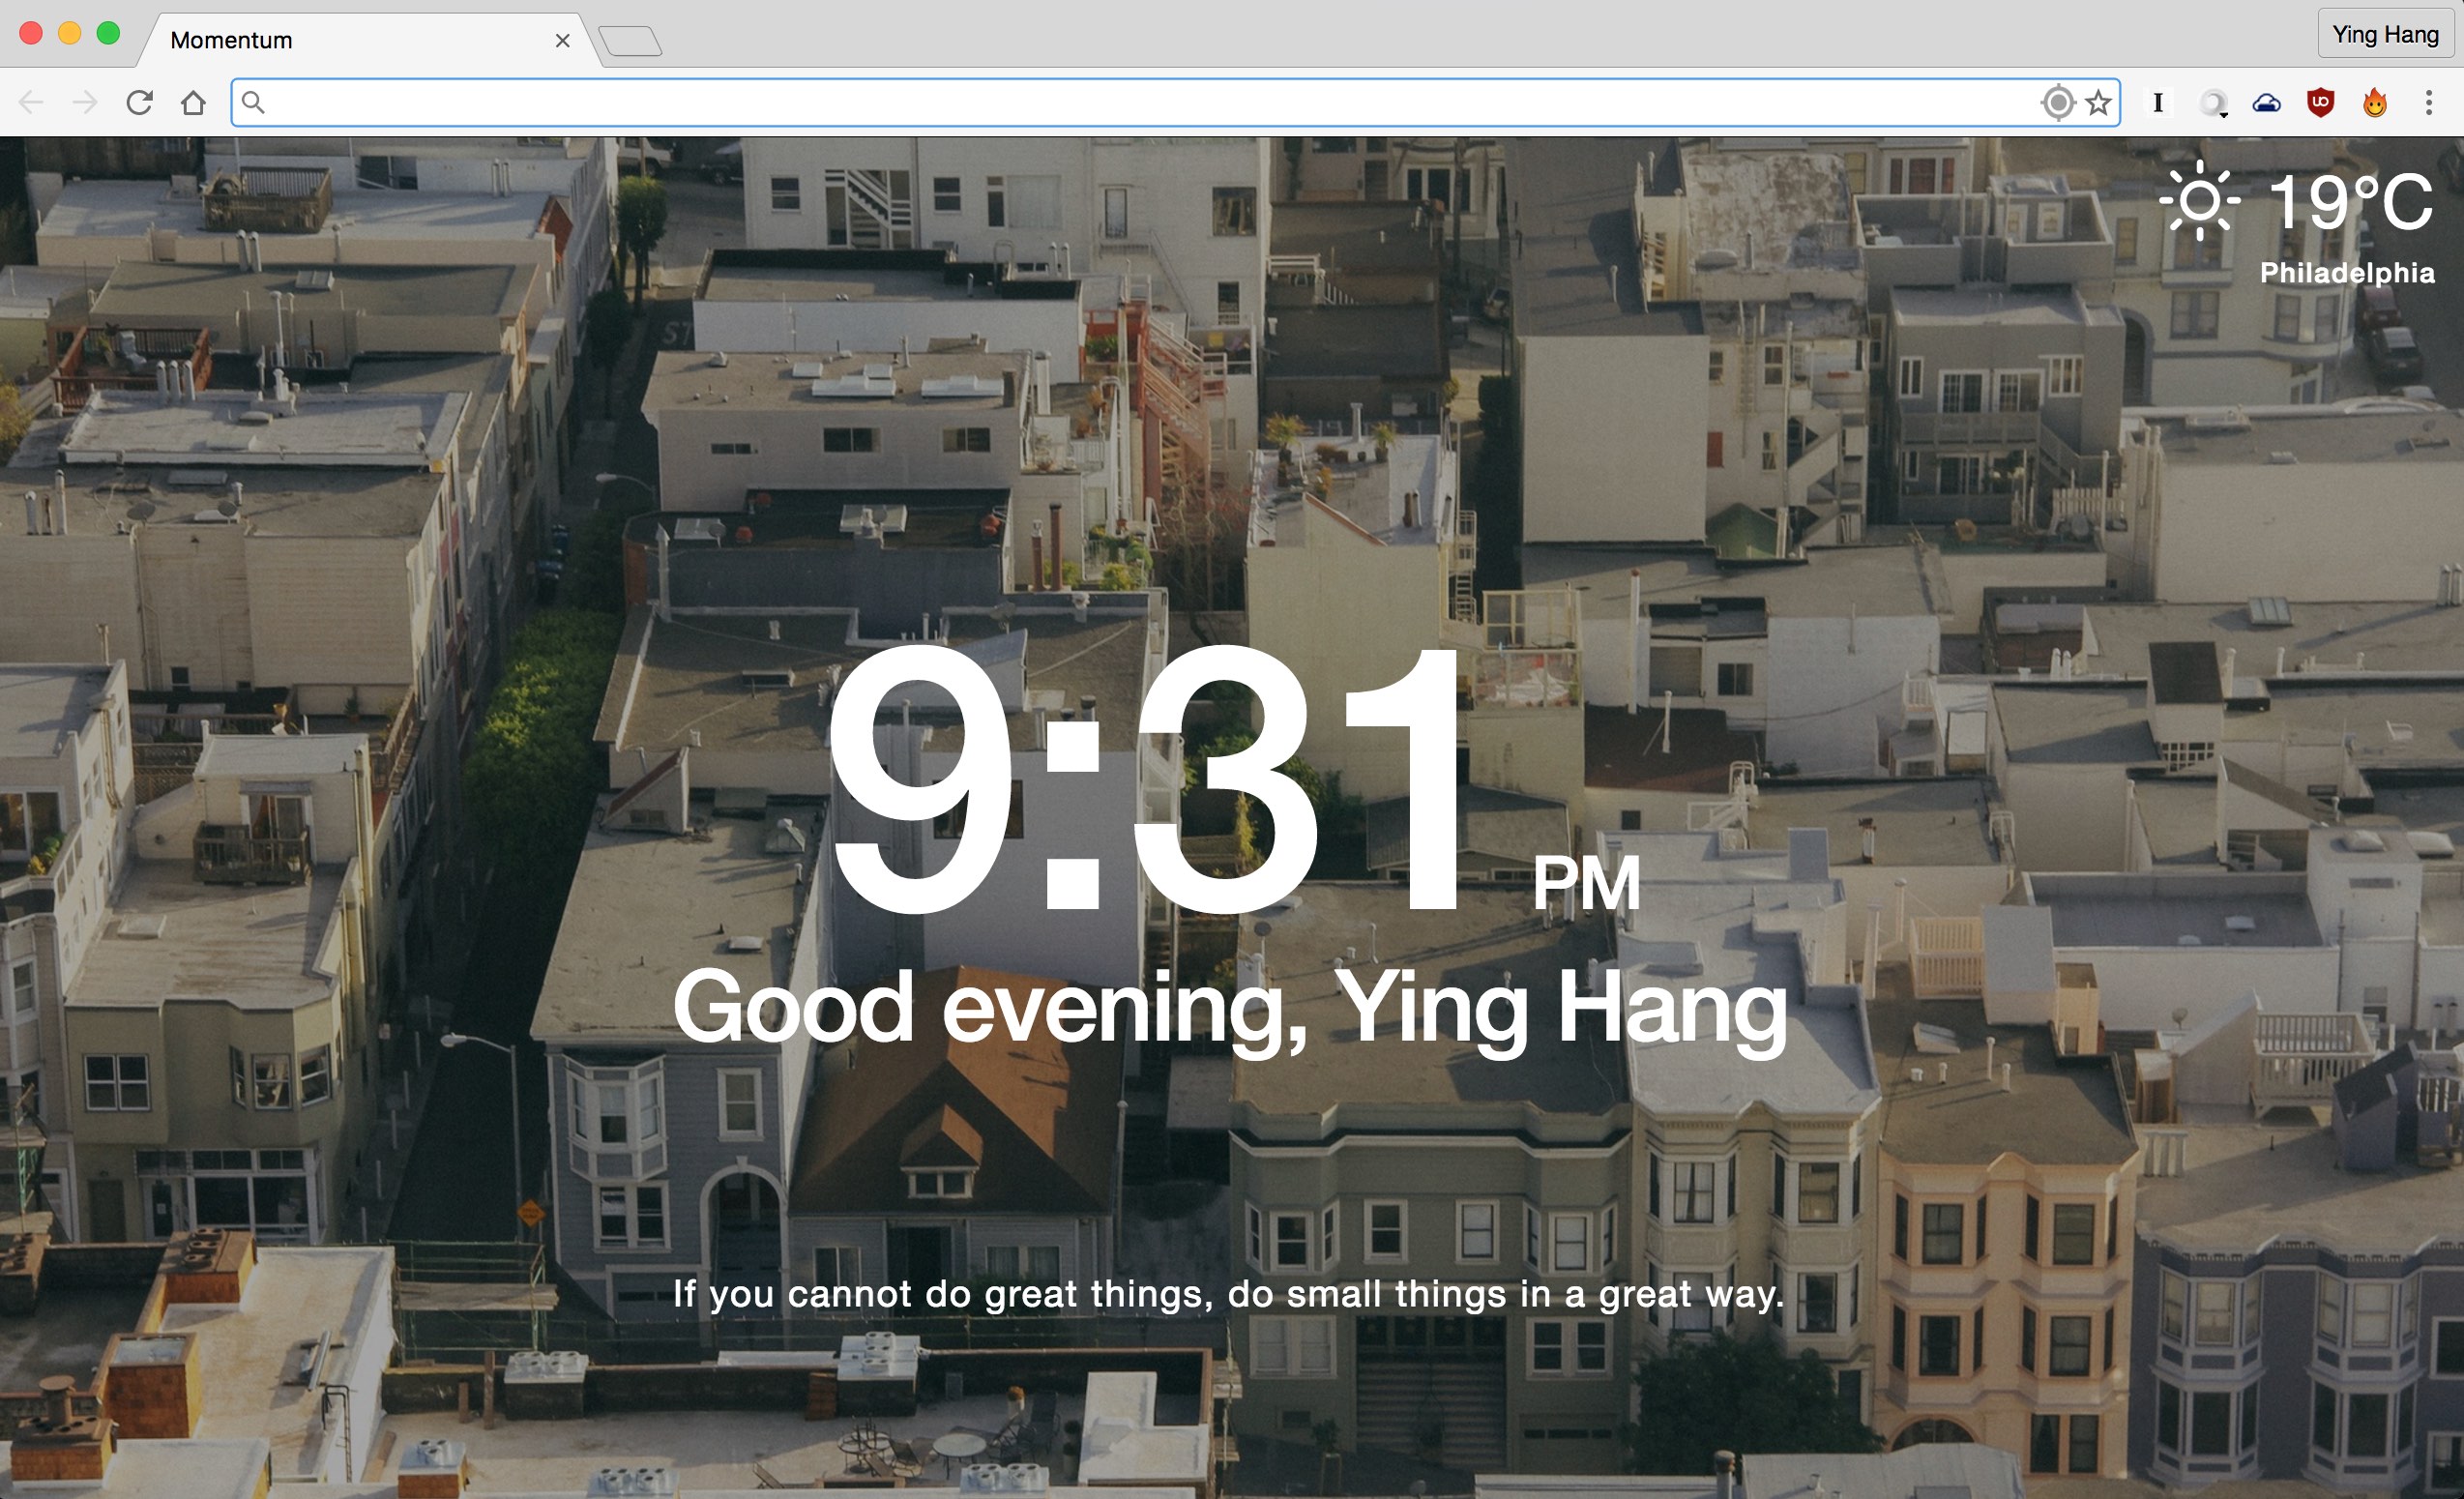 Momentum
Ying Hang
I
19°C
Philadelphia
9:31 PM
Good evening, Ying Hang
If you cannot do great things, do small things in a great way.